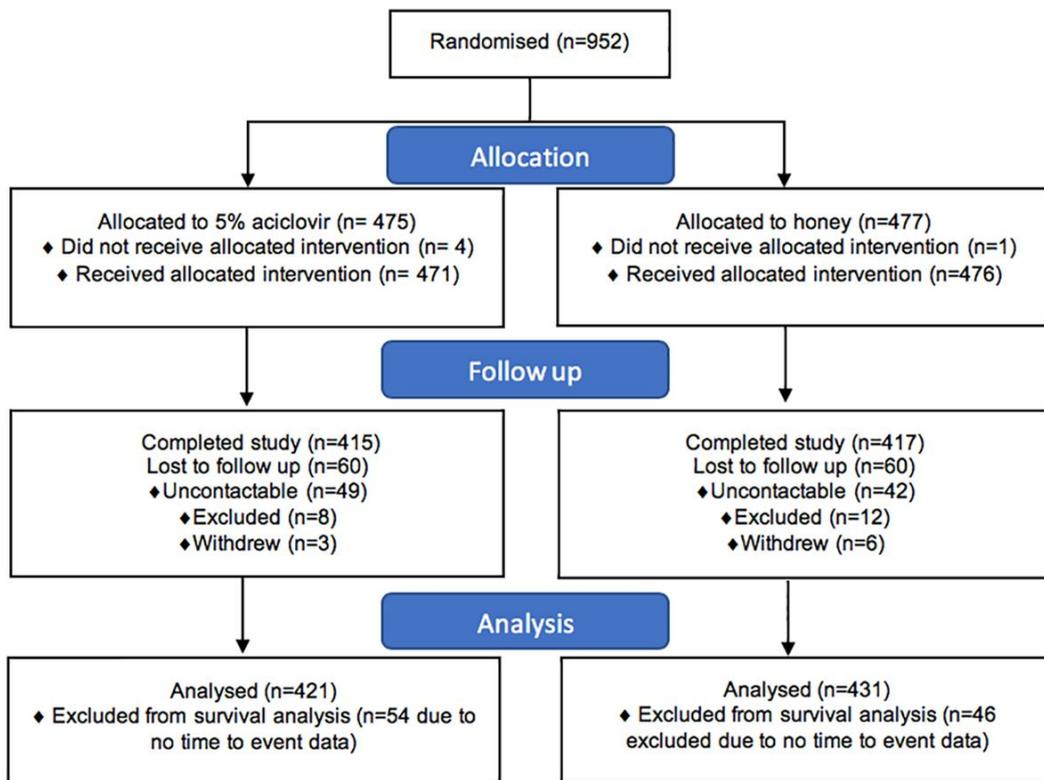 Randomised (n=952)
Allocation
Allocated to 5% aciclovir (n= 475)
♦ Did not receive allocated intervention (n= 4)
♦ Received allocated intervention (n= 471)
Allocated to honey (n=477)
♦ Did not receive allocated intervention (n=1)
♦ Received allocated intervention (n=476)
Follow up
Completed study (n=415)
Lost to follow up (n=60)
♦Uncontactable (n=49)
♦Excluded (n=8)
♦Withdrew (n=3)
Completed study (n=417)
Lost to follow up (n=60)
♦Uncontactable (n=42)
♦Excluded (n=12)
♦Withdrew (n=6)
Analysis
Analysed (n=421)
♦ Excluded from survival analysis (n=54 due to
no time to event data)
Analysed (n=431)
♦ Excluded from survival analysis (n=46
excluded due to no time to event data)